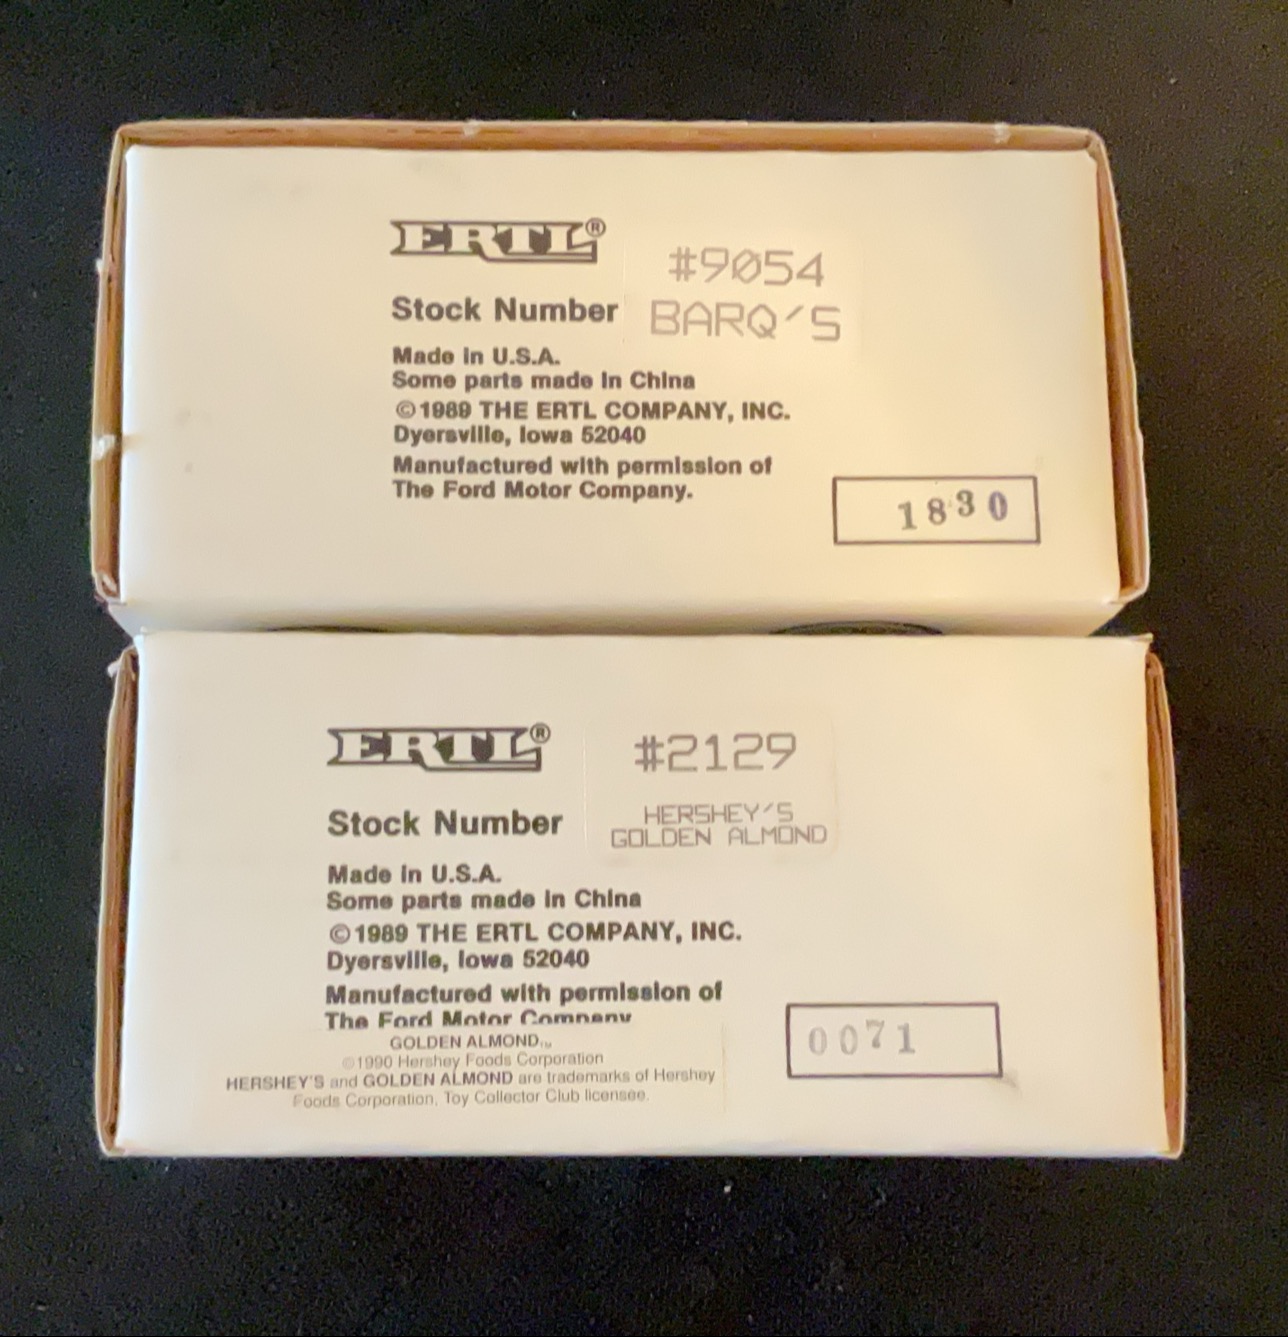 ERTL®
#9054
Stock Number BARQ'S
Made in U.S.A.
Some parts made in China
©1989 THE ERTL COMPANY, INC.
Dyersville, Iowa 52040
Manufactured with permission of
The Ford Motor Company.
1830
ERTL®
#2129
Stock Number
HERSHEY'S
GOLDEN ALMOND
Made in U.S.A.
Some parts made in China
©1989 THE ERTL COMPANY, INC.
Dyersville, Iowa 52040
Manufactured with permission of
The Ford Motor Company
0071
GOLDEN ALMOND™
©1990 Hershey Foods Corporation
HERSHEY'S and GOLDEN ALMOND are trademarks of Hershey
Foods Corporation, Toy Collector Club licensee.